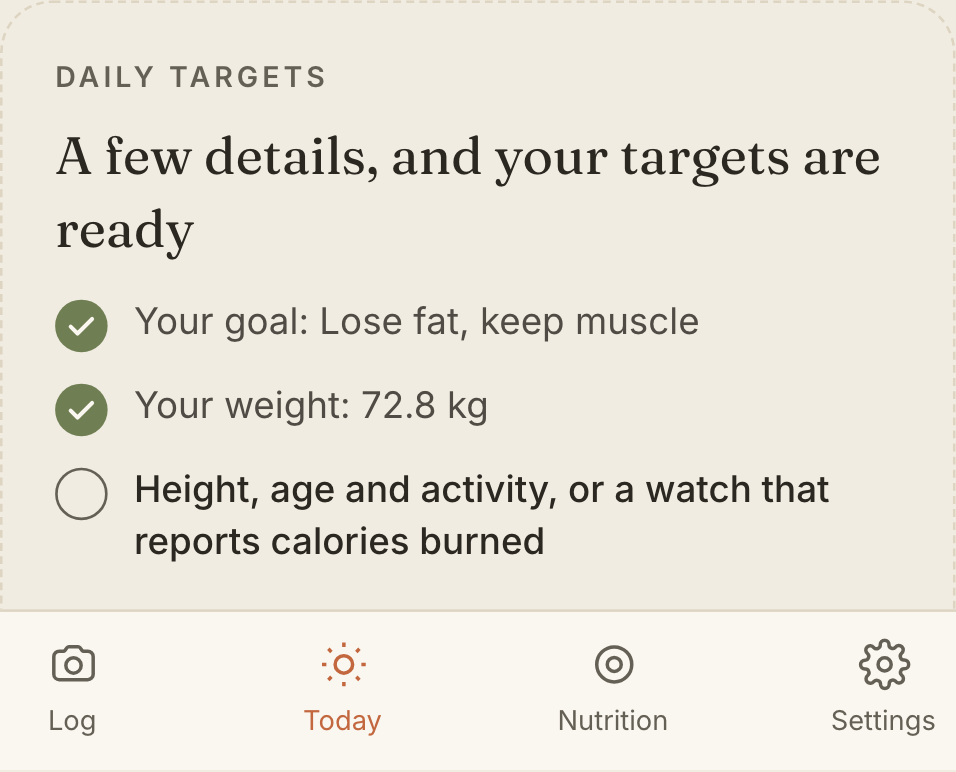 DAILY TARGETS
A few details, and your targets are
ready
Your goal: Lose fat, keep muscle
Your weight: 72.8 kg
Height, age and activity, or a watch that
reports calories burned
Log
Today
Nutrition
Settings